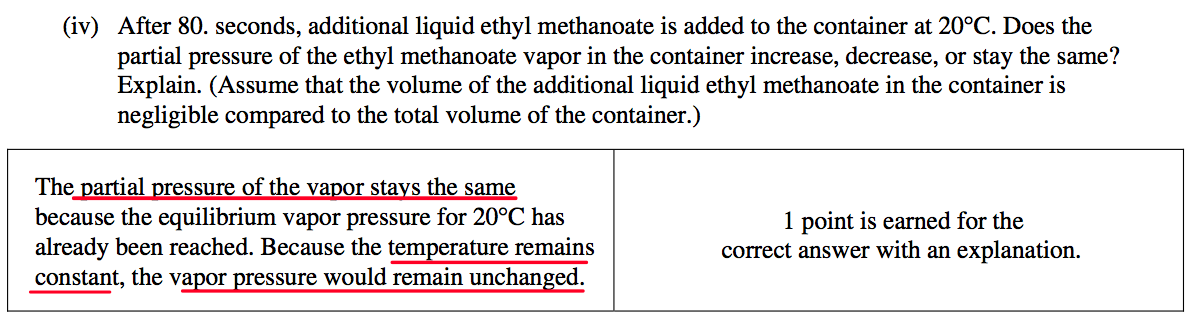 (iv) After 80. seconds, additional liquid ethyl methanoate is added to the container at 20°C. Does the
partial pressure of the ethyl methanoate vapor in the container increase, decrease, or stay the same?
Explain. (Assume that the volume of the additional liquid ethyl methanoate in the container is
negligible compared to the total volume of the container.)
The partial pressure of the vapor stays the same
because the equilibrium vapor pressure for 20°C has
already been reached. Because the temperature remains
constant, the vapor pressure would remain unchanged.
1 point is earned for the
correct answer with an explanation.